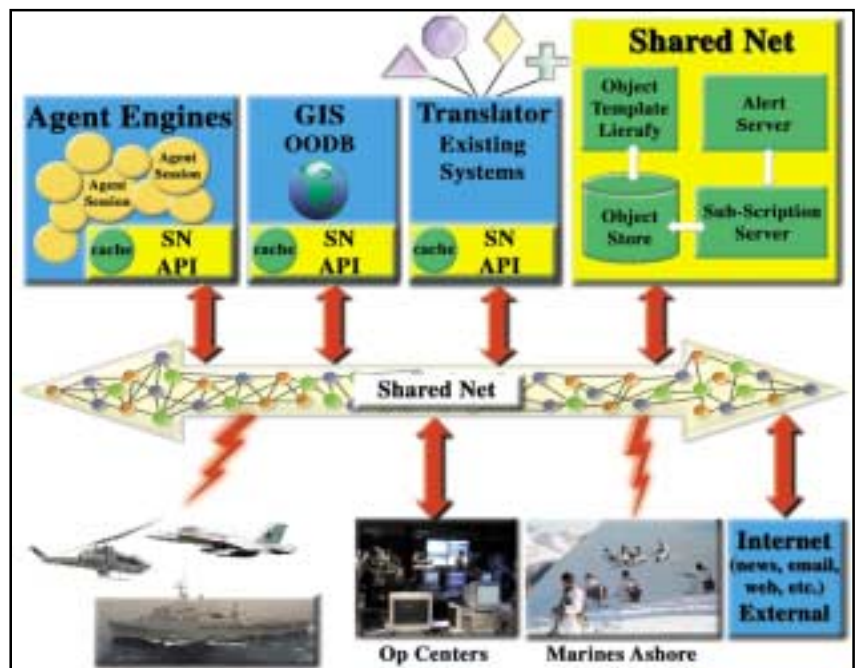 Agent Engines
Agent
Session
Agent
Session
cache
SN
API
GIS
OODB
cache
SN
API
Translator
Existing
Systems
cache
SN
API
Shared Net
Object
Template
Lierafy
Alert
Server
Object
Store
Sub-Scription
Server
Shared Net
Op Centers
Marines Ashore
Internet
(news, email,
web, etc.)
External